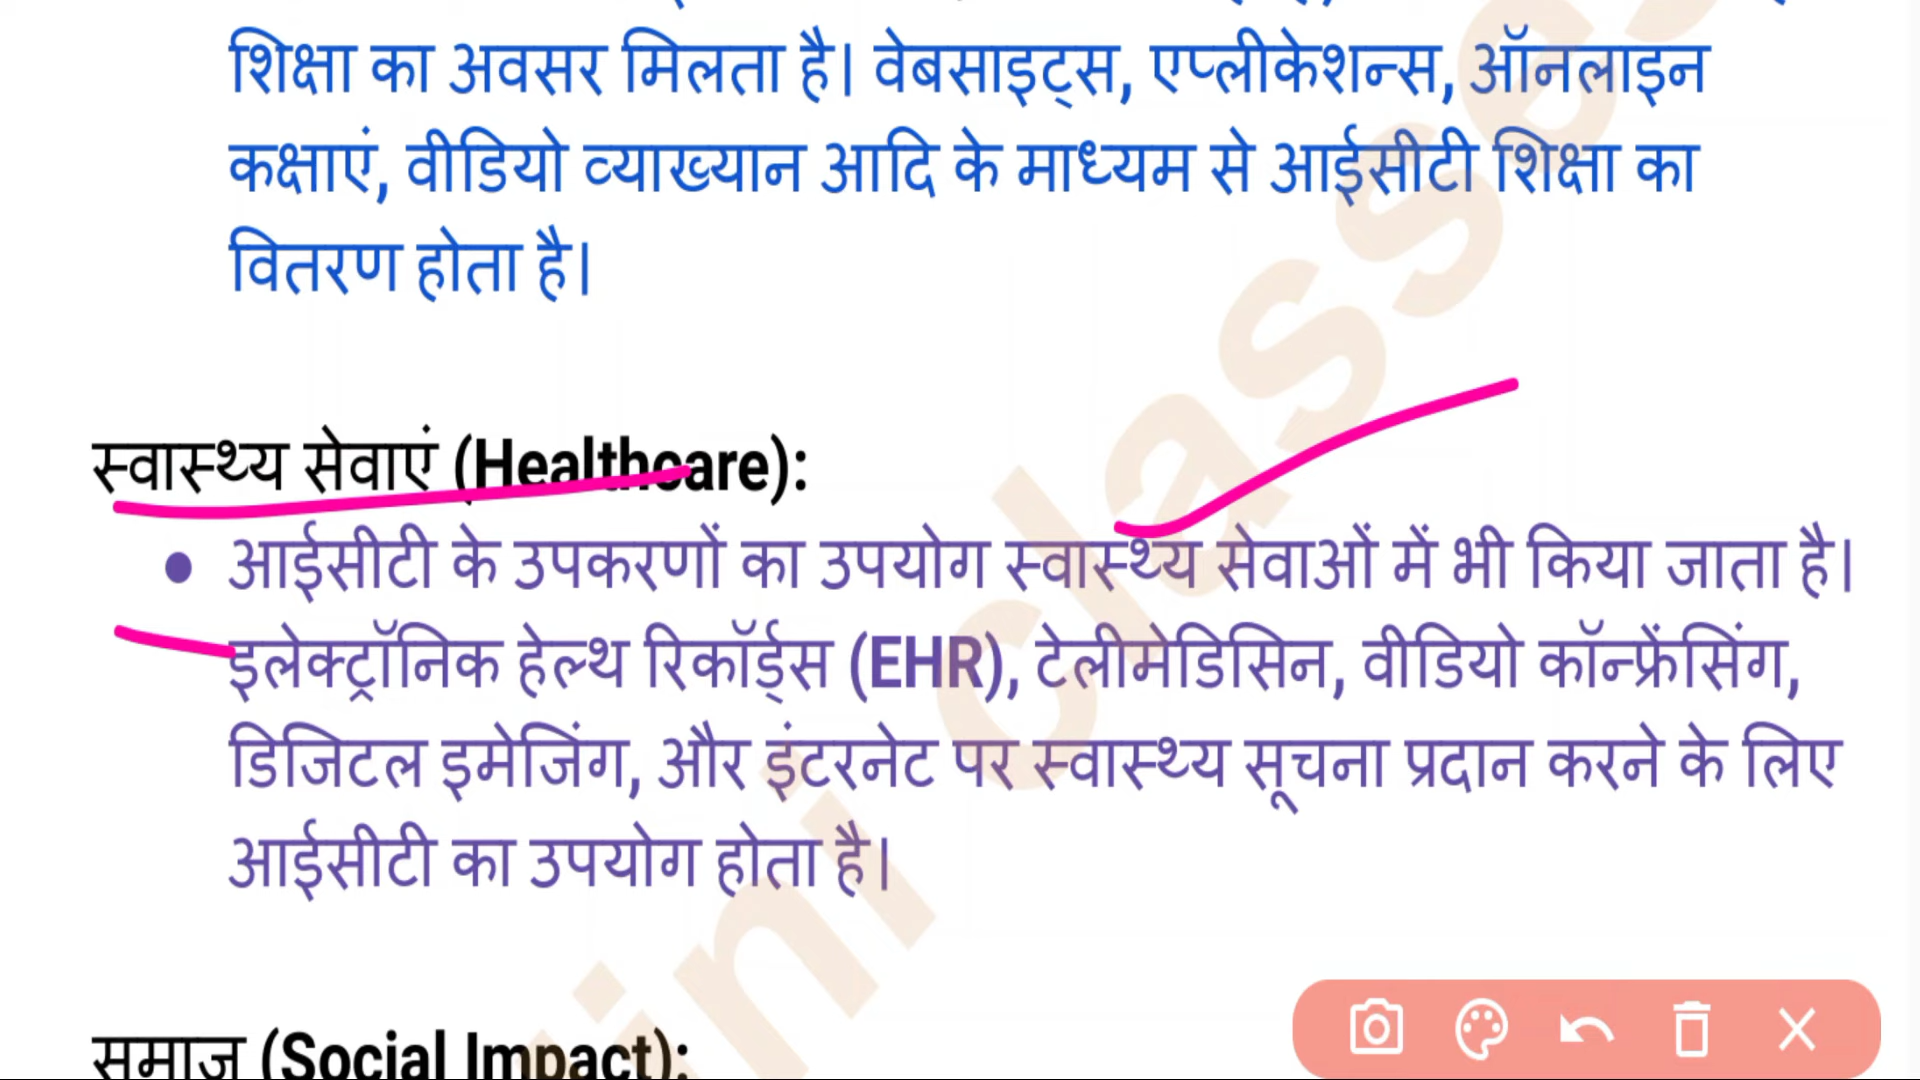 शिक्षा का अवसर मिलता है। वेबसाइट्स, एप्लीकेशन्स, ऑनलाइन
कक्षाएं, वीडियो व्याख्यान आदि के माध्यम से आईसीटी शिक्षा का
वितरण होता है।
स्वास्थ्य सेवाएं (Healthcare):
● आईसीटी के उपकरणों का उपयोग स्वास्थ्य सेवाओं में भी किया जाता है।
इलेक्ट्रॉनिक हेल्थ रिकॉर्ड्स (EHR), टेलीमेडिसिन, वीडियो कॉन्फ्रेंसिंग,
डिजिटल इमेजिंग, और इंटरनेट पर स्वास्थ्य सूचना प्रदान करने के लिए
आईसीटी का उपयोग होता है।
समाज (Social Impact):